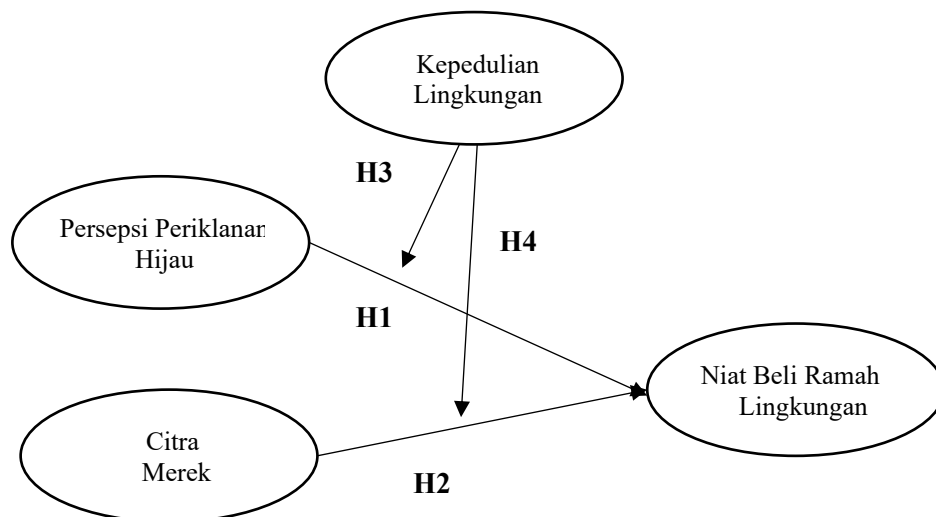 Kepedulian
Lingkungan
H3
Persepsi Periklanan
Hijau
H4
H1
Niat Beli Ramah
Lingkungan
Citra
Merek
H2